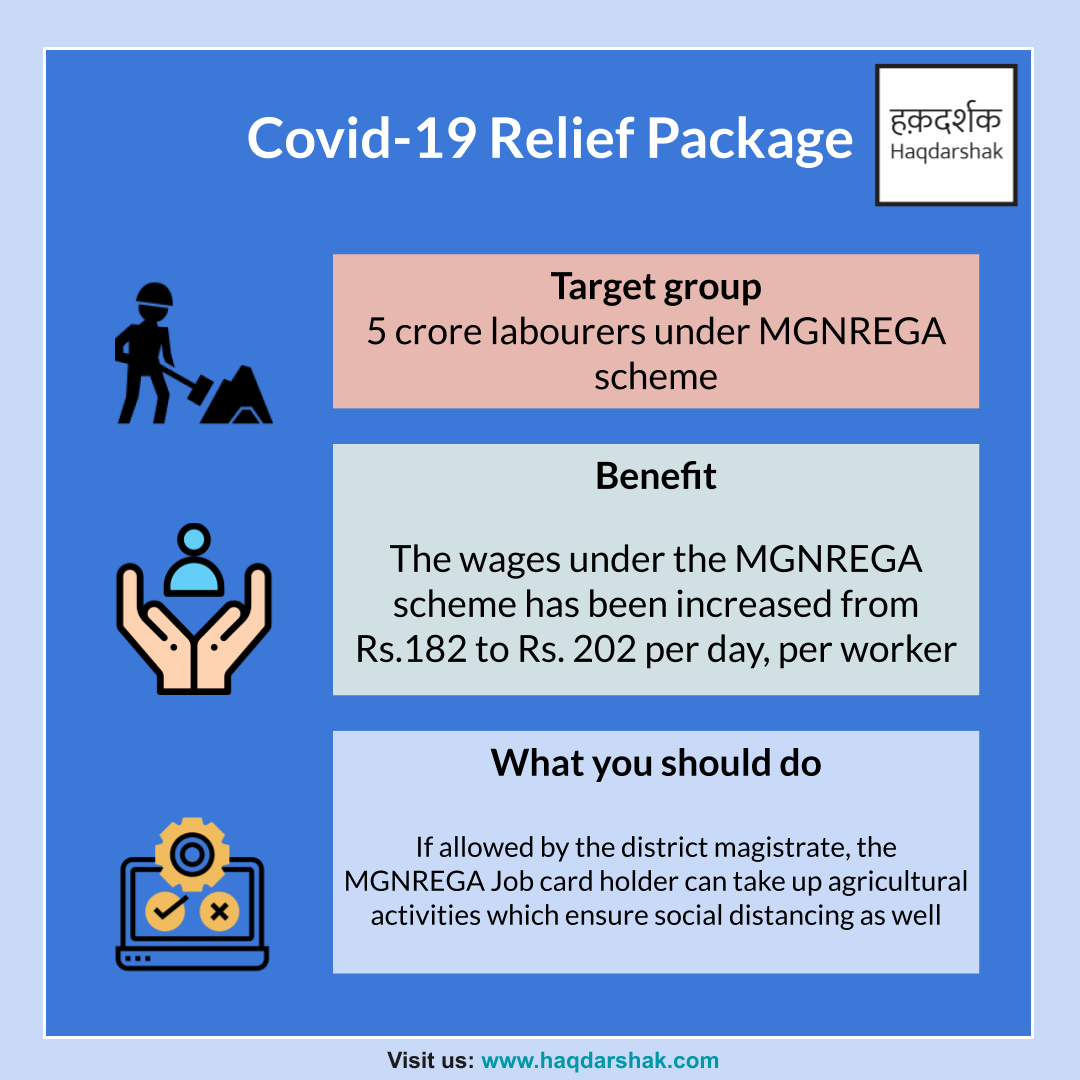 Covid-19 Relief Package
हक़दर्शक
Haqdarshak
Target group
5 crore labourers under MGNREGA
scheme
Benefit
The wages under the MGNREGA
scheme has been increased from
Rs.182 to Rs. 202 per day, per worker
What you should do
If allowed by the district magistrate, the
MGNREGA Job card holder can take up agricultural
activities which ensure social distancing as well
Visit us: www.haqdarshak.com